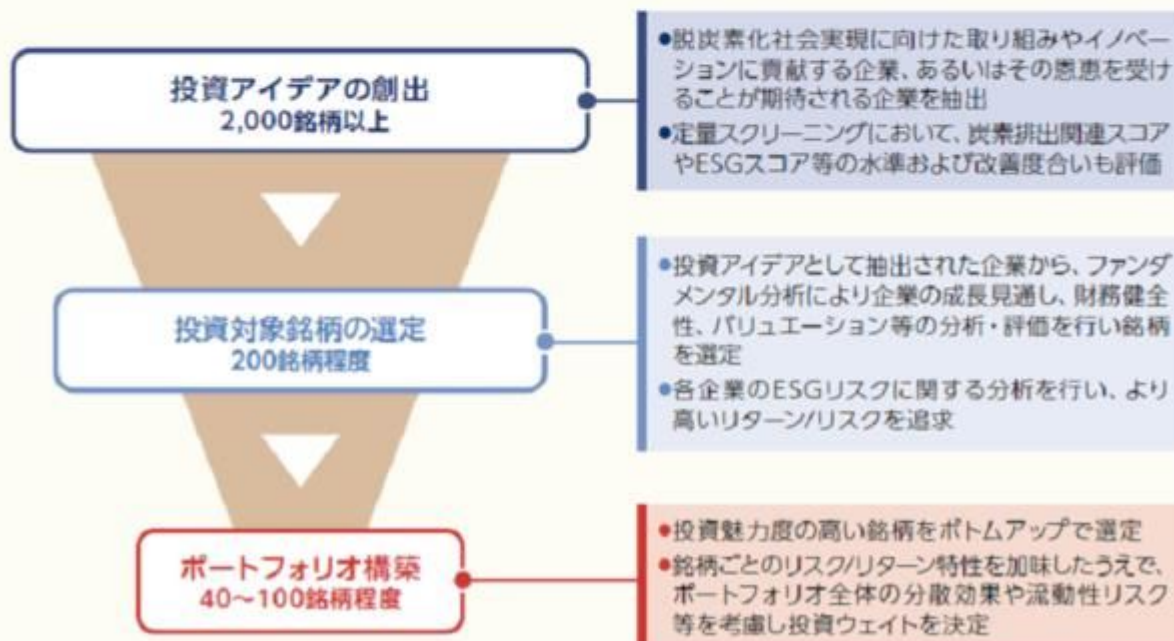 投資アイデアの創出
2,000銘柄以上
●脱炭素化社会実現に向けた取り組みやイノベー
ションに貢献する企業、あるいはその恩恵を受け
ることが期待される企業を抽出
●定量スクリーニングにおいて、炭素排出関連スコア
やESGスコア等の水準および改善度合いも評価
投資対象銘柄の選定
200銘柄程度
●投資アイデアとして抽出された企業から、ファンダ
メンタル分析により企業の成長見通し、財務健全
性、バリュエーション等の分析・評価を行い銘柄
を選定
●各企業のESGリスクに関する分析を行い、より
高いリターン/リスクを追求
ポートフォリオ構築
40～100銘柄程度
●投資魅力度の高い銘柄をボトムアップで選定
●銘柄ごとのリスク/リターン特性を加味したうえで、
ポートフォリオ全体の分散効果や流動性リスク
等を考慮し投資ウェイトを決定